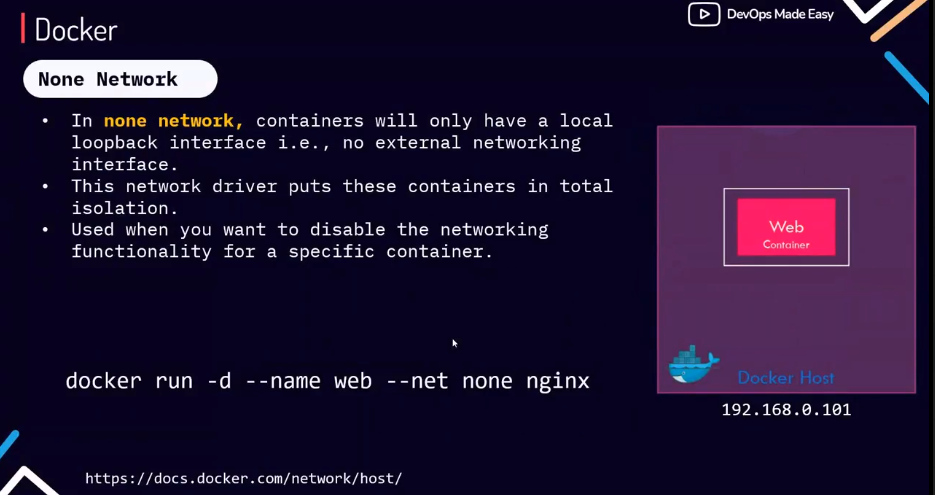 DevOps Made Easy
Docker
None Network
• In none network, containers will only have a local
loopback interface i.e., no external networking
interface.
• This network driver puts these containers in total
isolation.
• Used when you want to disable the networking
functionality for a specific container.
Web
Container
docker run -d --name web --net none nginx
Docker Host
192.168.0.101
https://docs.docker.com/network/host/